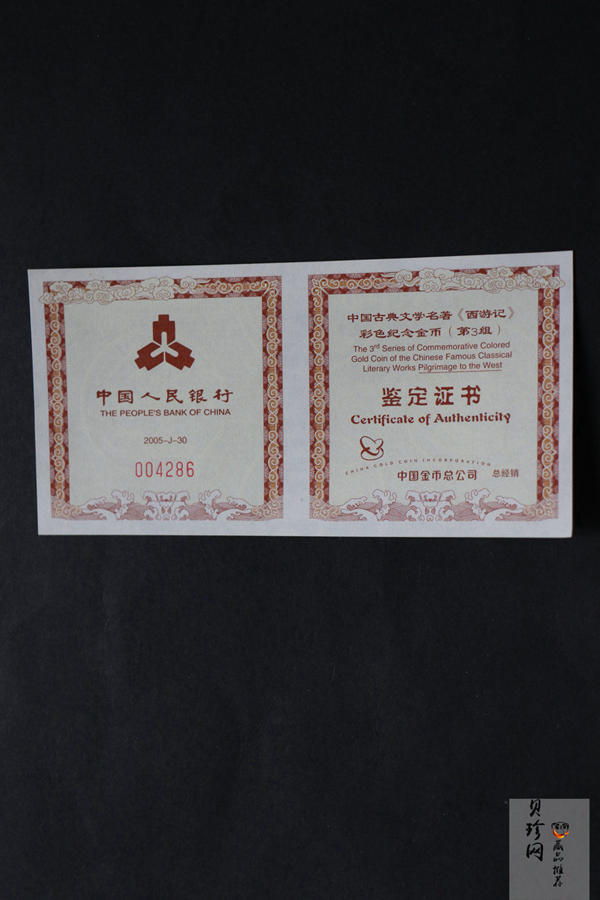 中国人民银行
THE PEOPLE'S BANK OF CHINA
2005-J-30
004286
中国古典文学名著《西游记》
彩色纪念金币（第3组）
The 3rd Series of Commemorative Colored
Gold Coin of the Chinese Famous Classical
Literary Works Pilgrimage to the West
鉴定证书
Certificate of Authenticity
CHINA GOLD COIN INCORPORATION
中国金币总公司 总经销
贝珍网
藏品推荐